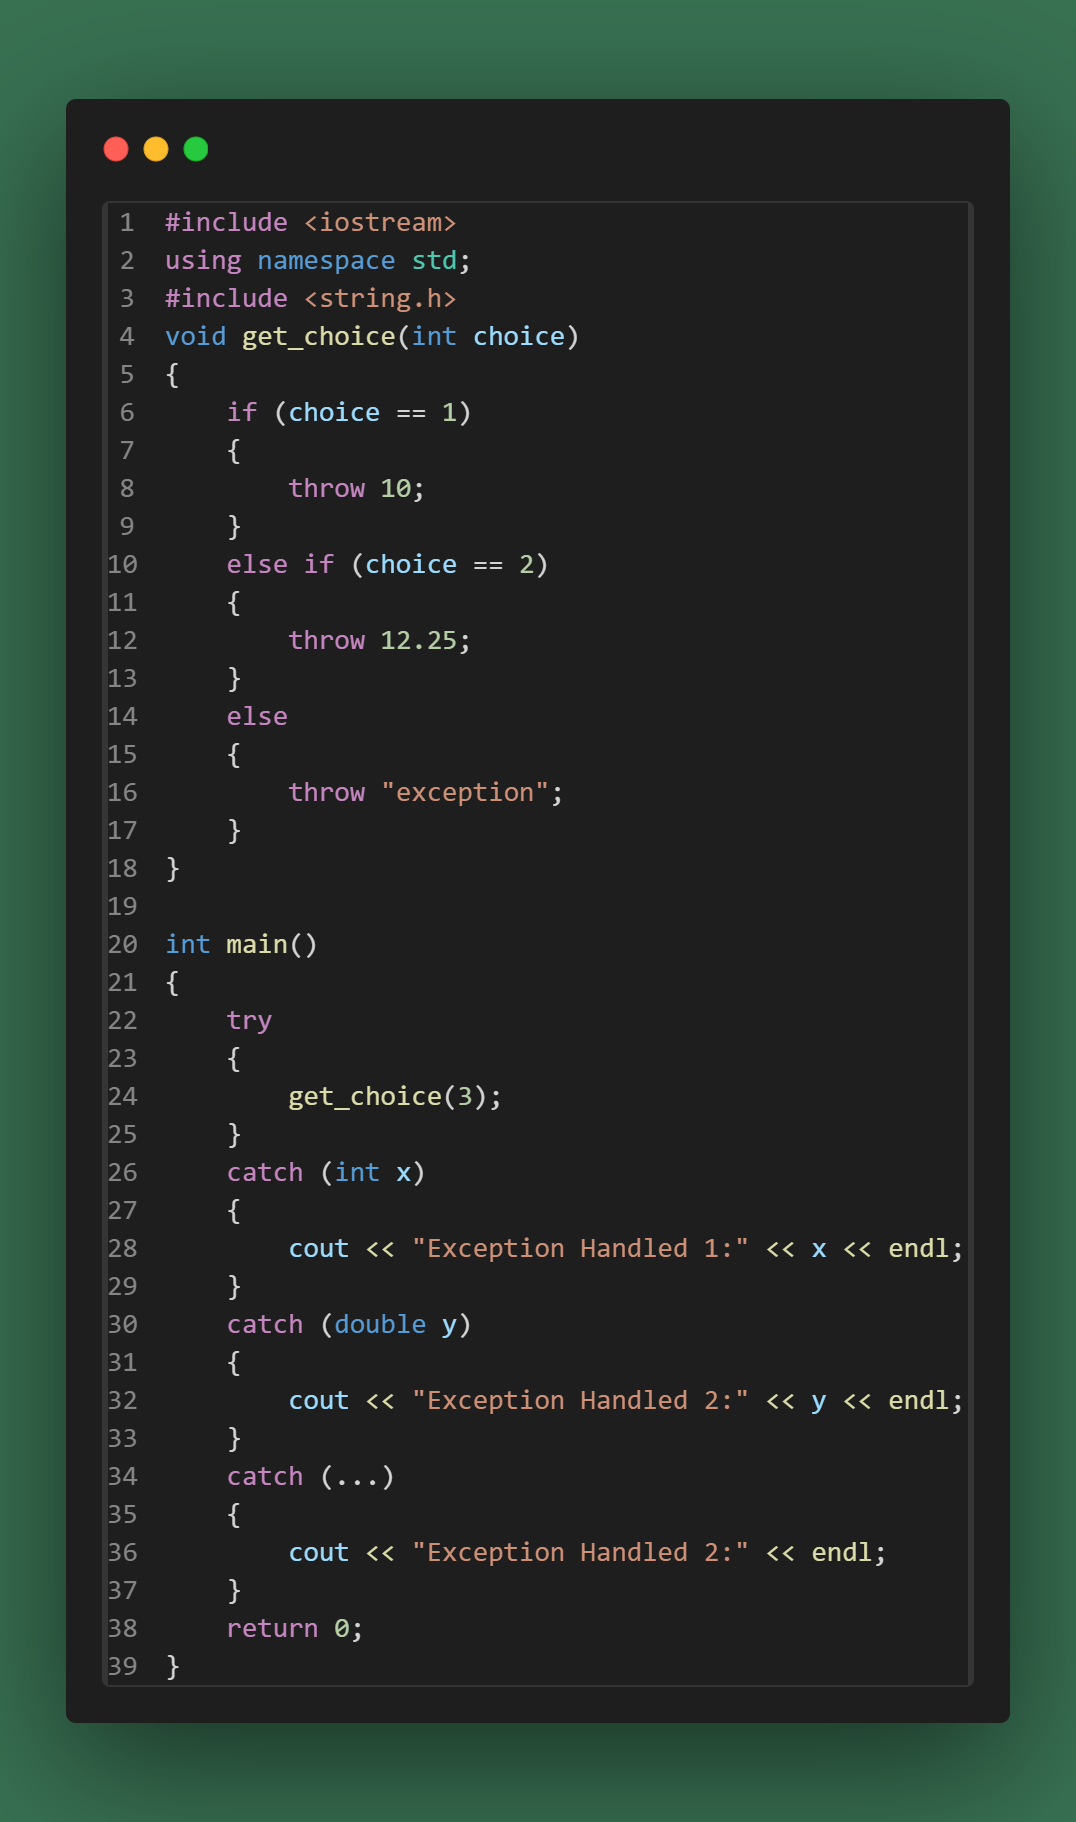 1 #include <iostream>
2 using namespace std;
3 #include <string.h>
4 void get_choice(int choice)
5 {
6     if (choice == 1)
7     {
8         throw 10;
9     }
10     else if (choice == 2)
11     {
12         throw 12.25;
13     }
14     else
15     {
16         throw "exception";
17     }
18 }
19
20 int main()
21 {
22     try
23     {
24         get_choice(3);
25     }
26     catch (int x)
27     {
28         cout << "Exception Handled 1:" << x << endl;
29     }
30     catch (double y)
31     {
32         cout << "Exception Handled 2:" << y << endl;
33     }
34     catch (...)
35     {
36         cout << "Exception Handled 2:" << endl;
37     }
38     return 0;
39 }